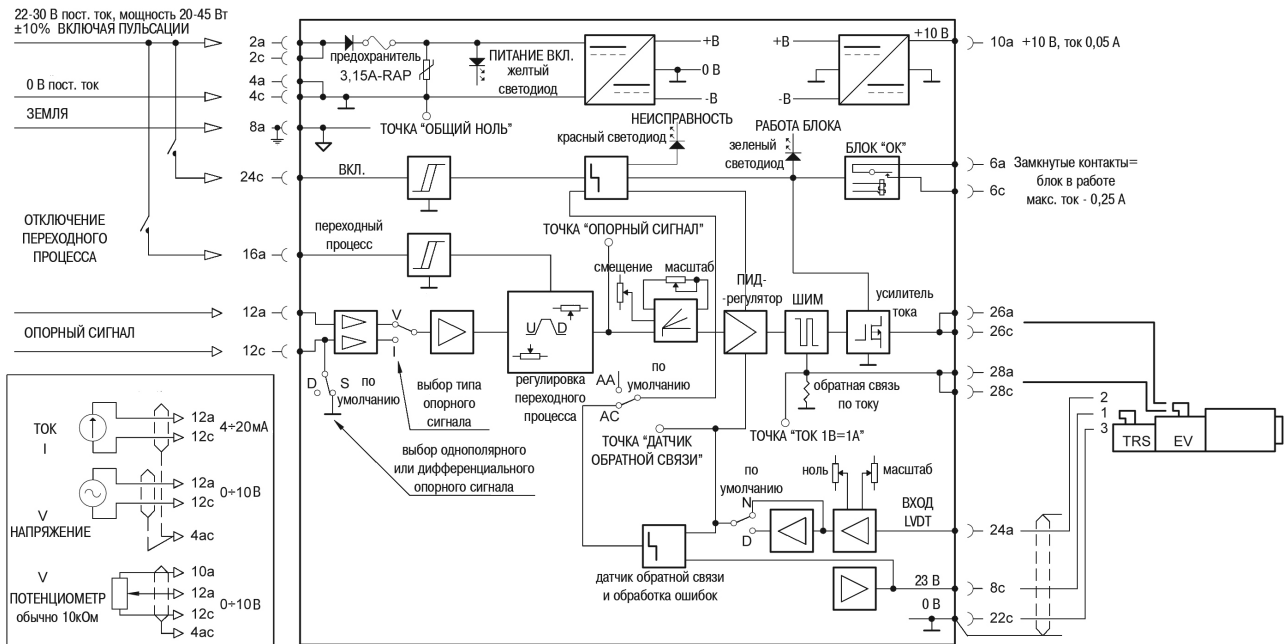 22-30 В пост. ток, мощность 20-45 Вт
±10% ВКЛЮЧАЯ ПУЛЬСАЦИИ
2a
2c
0 В пост. ток
4a
4c
ЗЕМЛЯ
8a
24c
ОТКЛЮЧЕНИЕ
ПЕРЕХОДНОГО
ПРОЦЕССА
16a
12a
ОПОРНЫЙ СИГНАЛ
12c
предохранитель
3,15A-RAP
ПИТАНИЕ ВКЛ.
желтый
светодиод
+В
0 В
-В
+В
-В
+10 В
10a +10 В, ток 0,05 А
ТОЧКА "ОБЩИЙ НОЛЬ"
НЕИСПРАВНОСТЬ
красный светодиод
РАБОТА БЛОКА
зеленый
светодиод
БЛОК "ОК"
6a
6c
Замкнутые контакты=
блок в работе
макс. ток - 0,25 А
ВКЛ.
переходный
процесс
ТОЧКА "ОПОРНЫЙ СИГНАЛ"
смещение
масштаб
ПИД-
-регулятор
ШИМ
усилитель
тока
26a
26c
28a
28c
V
I
U
D
D
S
по
умолчанию
выбор типа
опорного
сигнала
регулировка
переходного
процесса
AA
AC
по
умолчанию
обратная связь
по току
ТОЧКА "ТОК 1В=1А"
ТОЧКА "ДАТЧИК
ОБРАТНОЙ СВЯЗИ"
выбор однополярного
или дифференциального
опорного сигнала
2
1
3
TRS
EV
по
умолчанию
N
D
ноль
масштаб
ВХОД
LVDT
24a
датчик обратной связи
и обработка ошибок
23 В
8c
0 В
22c
ТОК
I
12a
12c
4÷20мА
V
НАПРЯЖЕНИЕ
12a
12c
0÷10В
4ac
V
ПОТЕНЦИОМЕТР
обычно 10кОм
10a
12a
12c
0÷10В
4ac